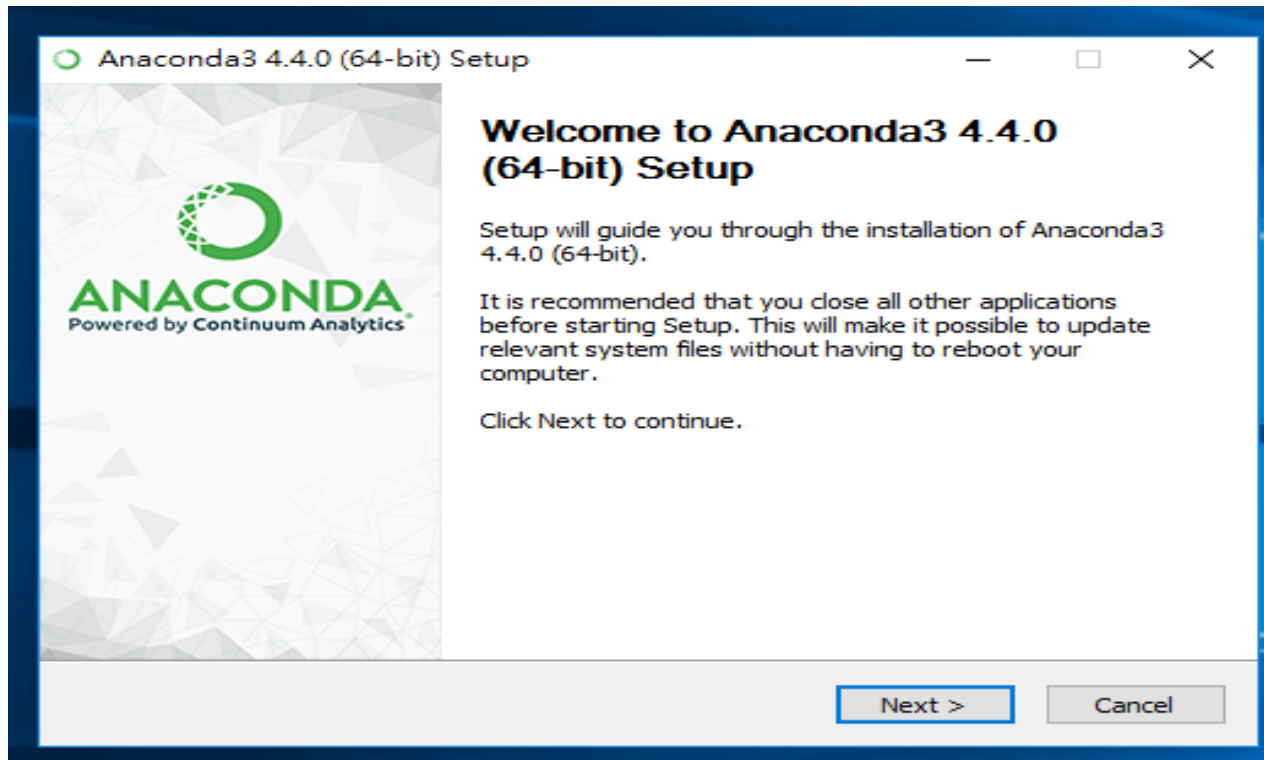 Anaconda3 4.4.0 (64-bit) Setup
Welcome to Anaconda3 4.4.0
(64-bit) Setup
Setup will guide you through the installation of Anaconda3
4.4.0 (64-bit).
It is recommended that you close all other applications
before starting Setup. This will make it possible to update
relevant system files without having to reboot your
computer.
Click Next to continue.
ANACONDA
Powered by Continuum Analytics®
Next >
Cancel